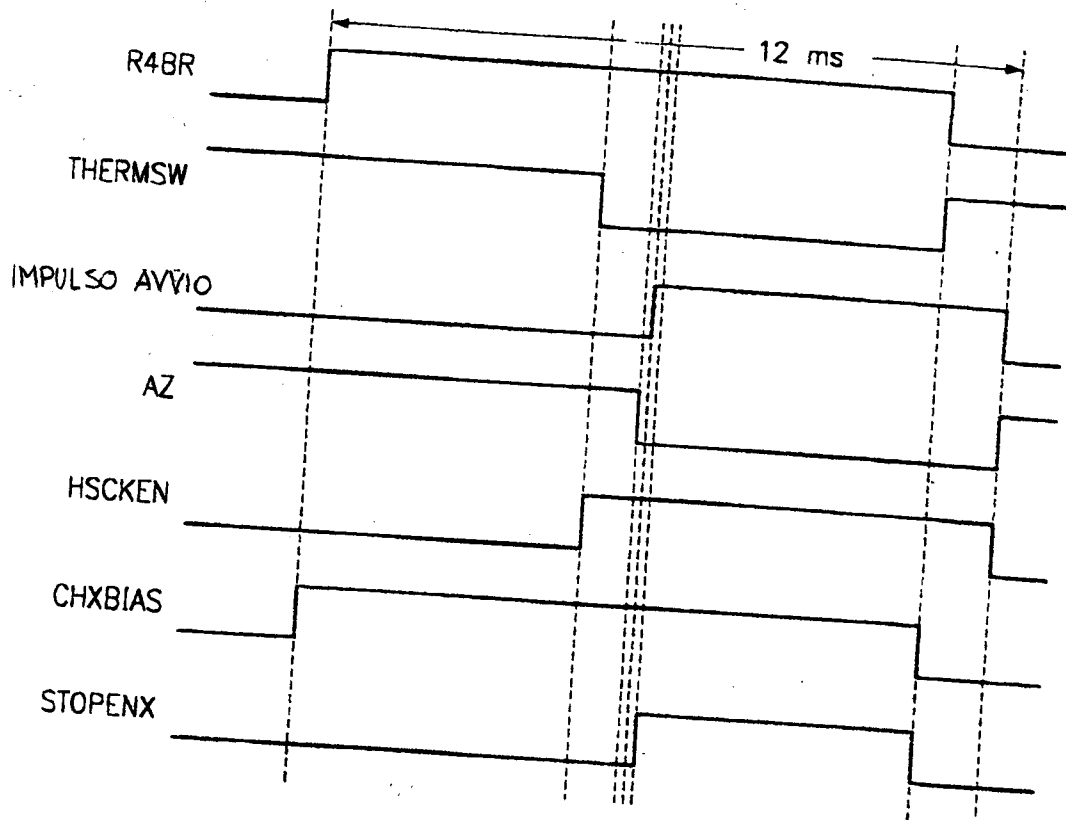 12 ms
R4BR
THERMSW
IMPULSO AVVIO
AZ
HSCKEN
CHXBIAS
STOPENX